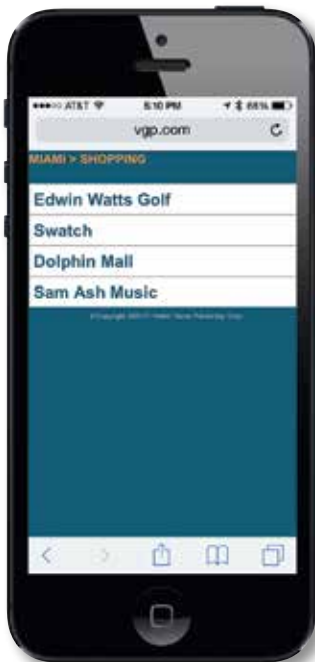 AT&T 5:10 PM
vgp.com
MIAMI > SHOPPING
Edwin Watts Golf
Swatch
Dolphin Mall
Sam Ash Music